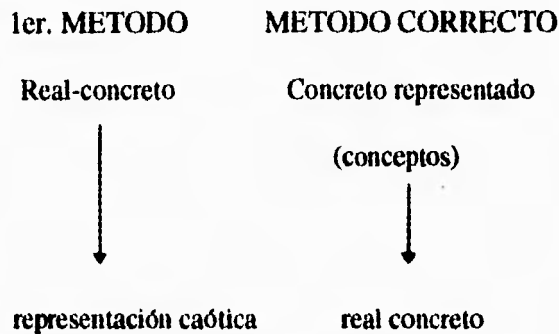 1er. METODO METODO CORRECTO
Real-concreto Concreto representado
(conceptos)
representación caótica real concreto